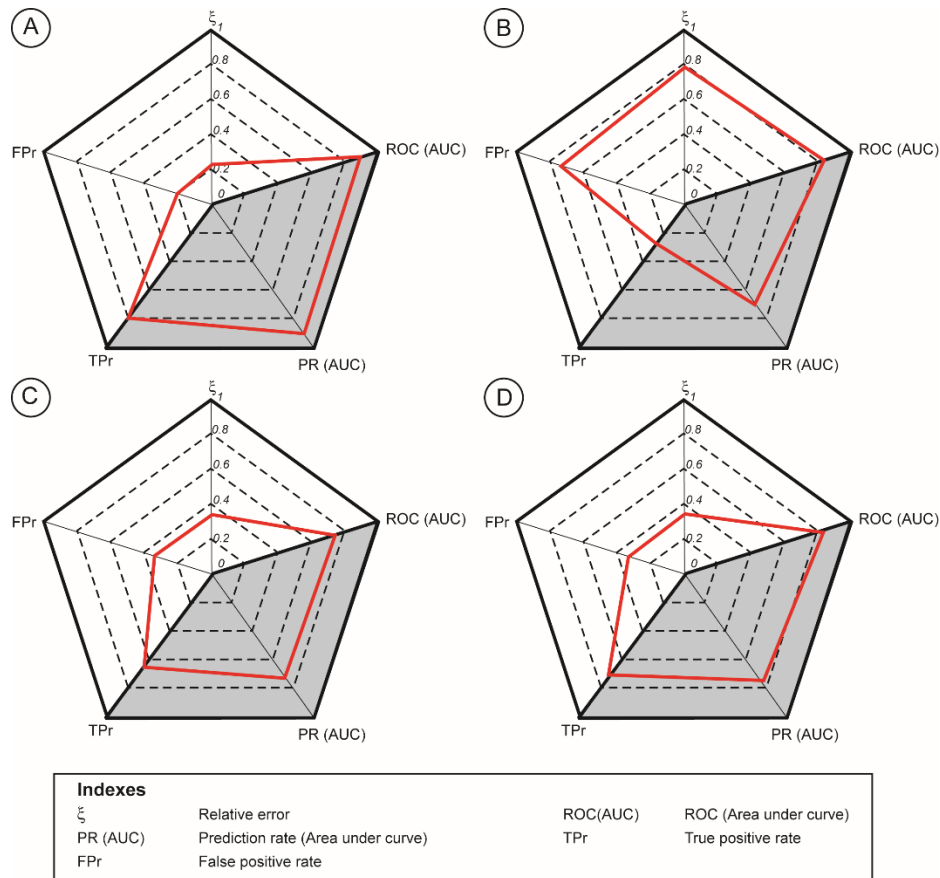 A
ξ
1
0.8
0.6
0.4
0.2
0
FPr
ROC (AUC)
TPr
PR (AUC)
B
ξ
1
0.8
0.6
0.4
0.2
0
FPr
ROC (AUC)
TPr
PR (AUC)
C
ξ
1
0.8
0.6
0.4
0.2
0
FPr
ROC (AUC)
TPr
PR (AUC)
D
ξ
1
0.8
0.6
0.4
0.2
0
FPr
ROC (AUC)
TPr
PR (AUC)
Indexes
ξ Relative error ROC(AUC) ROC (Area under curve)
PR (AUC) Prediction rate (Area under curve) TPr True positive rate
FPr False positive rate